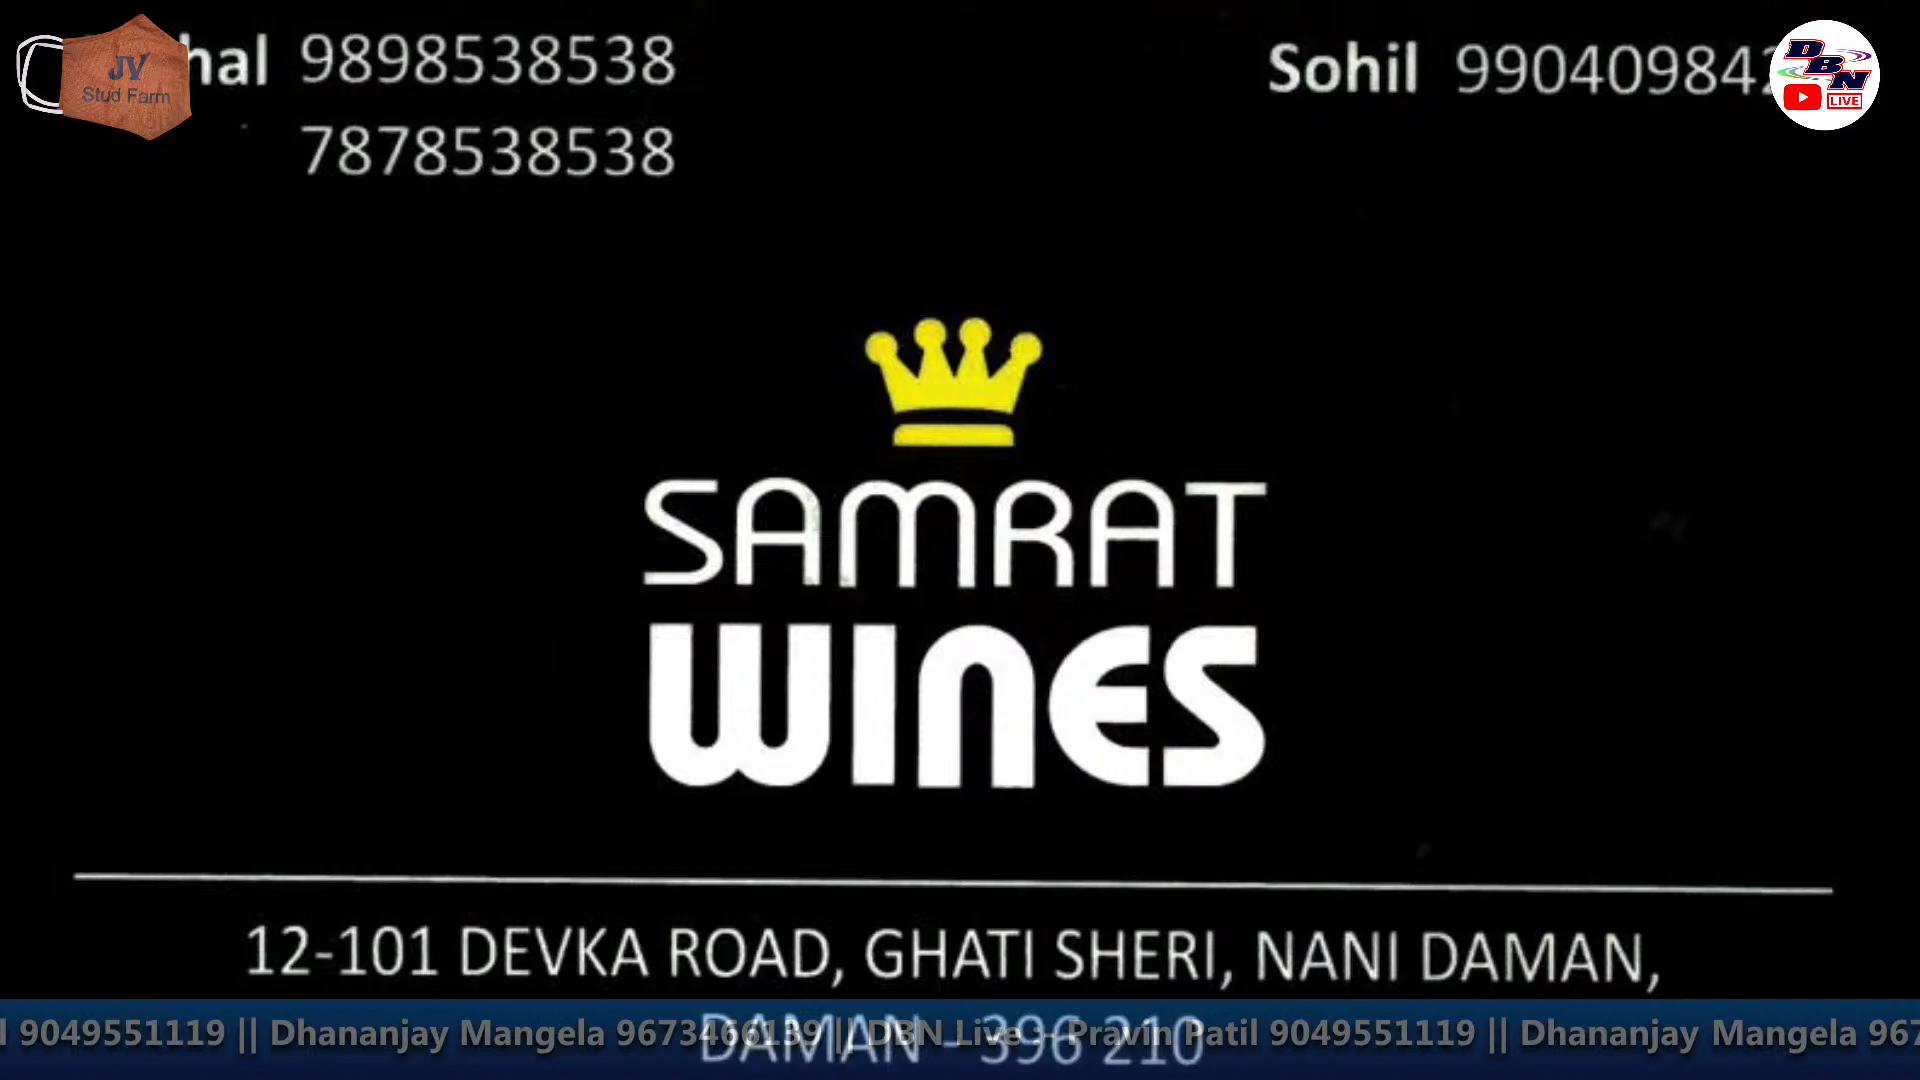 9898538538
Sohil 990409842
7878538538
JV
Stud Farm
DBN
LIVE
SAMRAT
WINES
12-101 DEVKA ROAD, GHATI SHERI, NANI DAMAN,
DAMAN - 396 210
9049551119 || Dhananjay Mangela 9673466139 || DBN Live :- Pravin Patil 9049551119 || Dhananjay Mangela 967